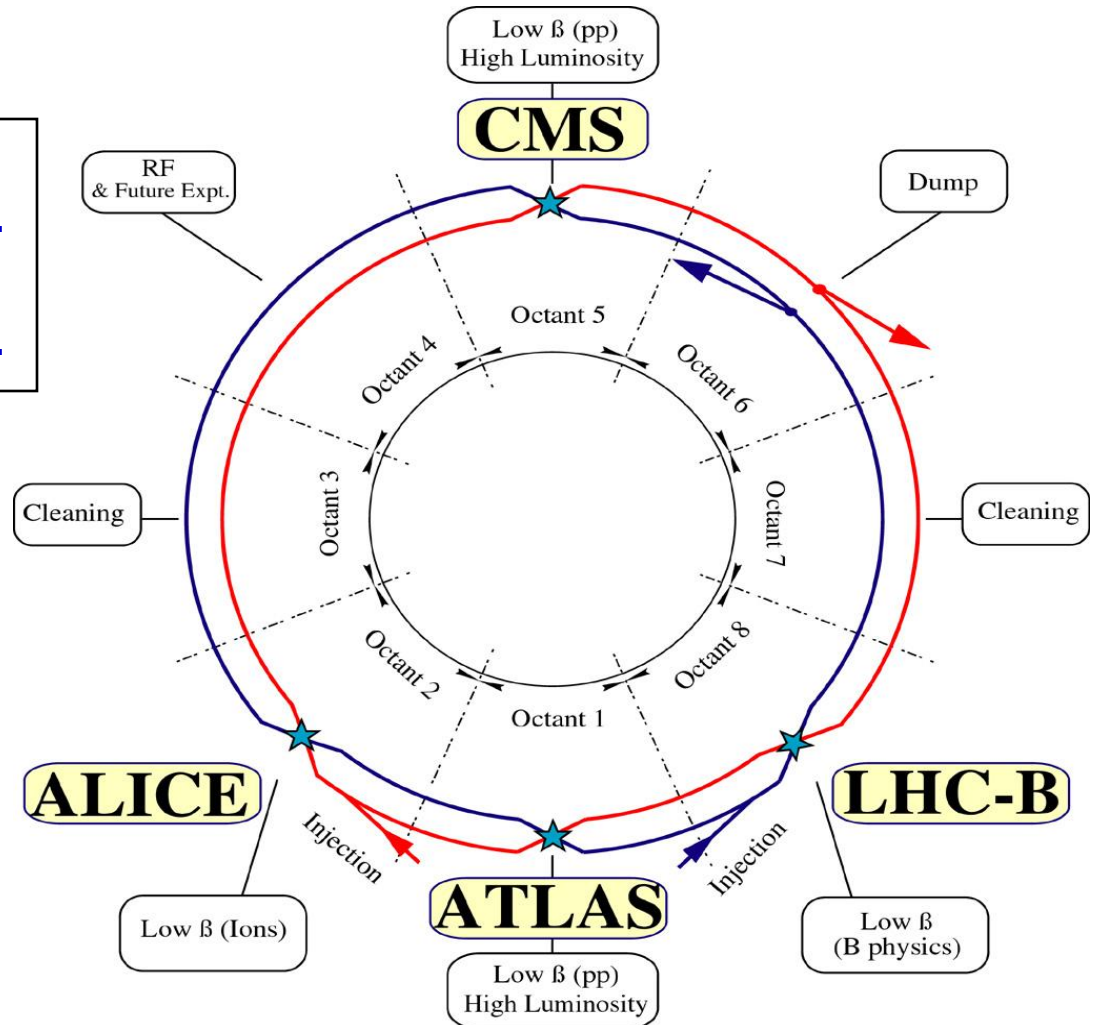 Low ß (pp)
High Luminosity
CMS
RF
& Future Expt.
Dump
Octant 5
Octant 4
Octant 6
Cleaning
Octant 3
Octant 7
Cleaning
Octant 2
Octant 8
Octant 1
ALICE
LHC-B
Injection
Injection
ATLAS
Low ß (Ions)
Low ß
(B physics)
Low ß (pp)
High Luminosity